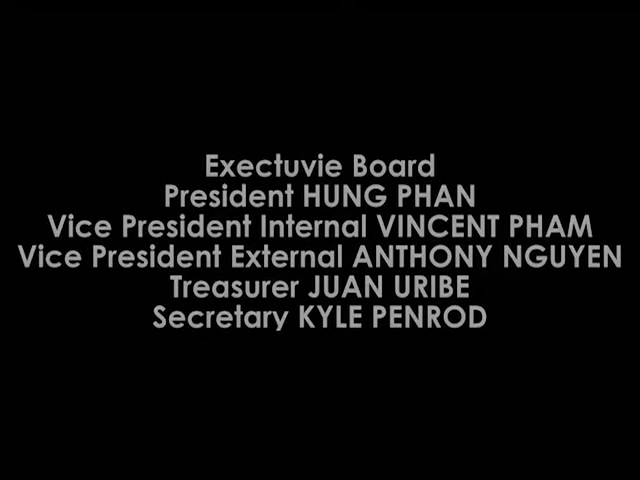 Exectuvie Board
President HUNG PHAN
Vice President Internal VINCENT PHAM
Vice President External ANTHONY NGUYEN
Treasurer JUAN URIBE
Secretary KYLE PENROD